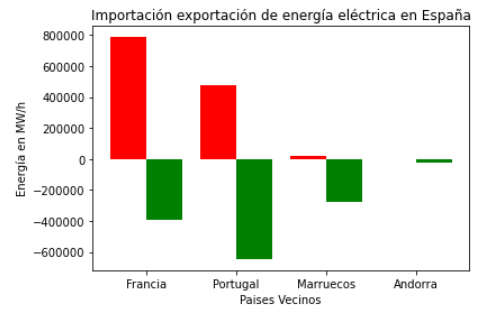 Importación exportación de energía eléctrica en España
800000
600000
400000
200000
0
−200000
−400000
−600000
Energía en MW/h
Francia
Portugal
Marruecos
Andorra
Paises Vecinos